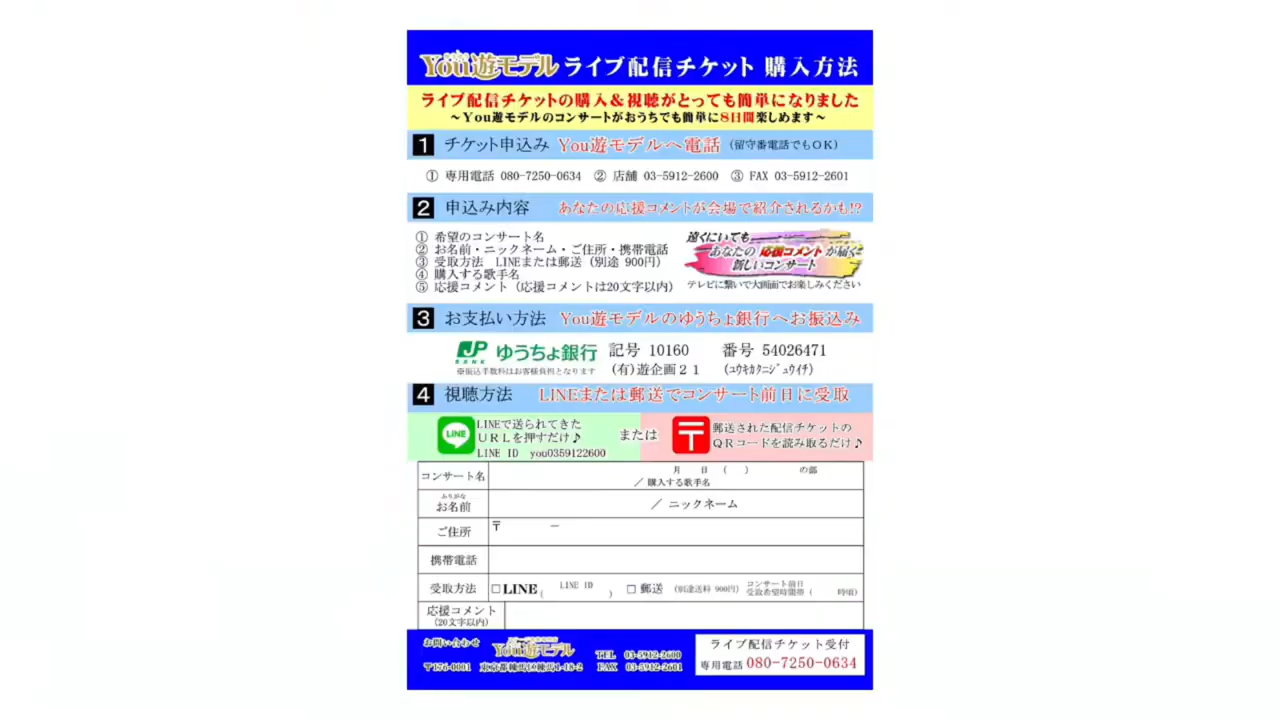 You遊モデル ライブ配信チケット 購入方法
ライブ配信チケットの購入&視聴がとっても簡単になりました
~You遊モデルのコンサートがおうちでも簡単に8日間楽しめます~
1 チケット申込み You遊モデルへ電話 (留守番電話でもOK)
① 専用電話 080-7250-0634 ② 店舗 03-5912-2600 ③ FAX 03-5912-2601
2 申込み内容 あなたの応援コメントが会場で紹介されるかも!?
① 希望のコンサート名
② お名前・ニックネーム・ご住所・携帯電話
③ 受取方法 LINEまたは郵送(別途 900円)
④ 購入する歌手名
⑤ 応援コメント(応援コメントは20文字以内)
遠くにいても
あなたの応援コメントが届く
新しいコンサート
テレビに繋いで大画面でお楽しみください
3 お支払い方法 You遊モデルのゆうちょ銀行へお振込み
JP BANK ゆうちょ銀行 記号 10160 番号 54026471
※振込手数料はお客様負担となります (有)遊企画21 (ユウキカクニジュウイチ)
4 視聴方法 LINEまたは郵送でコンサート前日に受取
LINE
LINEで送られてきた
URLを押すだけ♪
LINE ID you0359122600
または
〒
郵送された配信チケットの
QRコードを読み取るだけ♪
コンサート名 月 日 ( ) の部
/ 購入する歌手名
ふりがな
お名前 / ニックネーム
ご住所 〒 ー
携帯電話
受取方法 □LINE( LINE ID ) □ 郵送 (別途送料 900円) コンサート前日
受取希望時間帯 ( 時頃)
応援コメント
(20文字以内)
お問い合わせ You遊モデル TEL 03-5912-2600
〒176-0001 東京都練馬区練馬4-18-2 FAX 03-5912-2601
ライブ配信チケット受付
専用電話 080-7250-0634